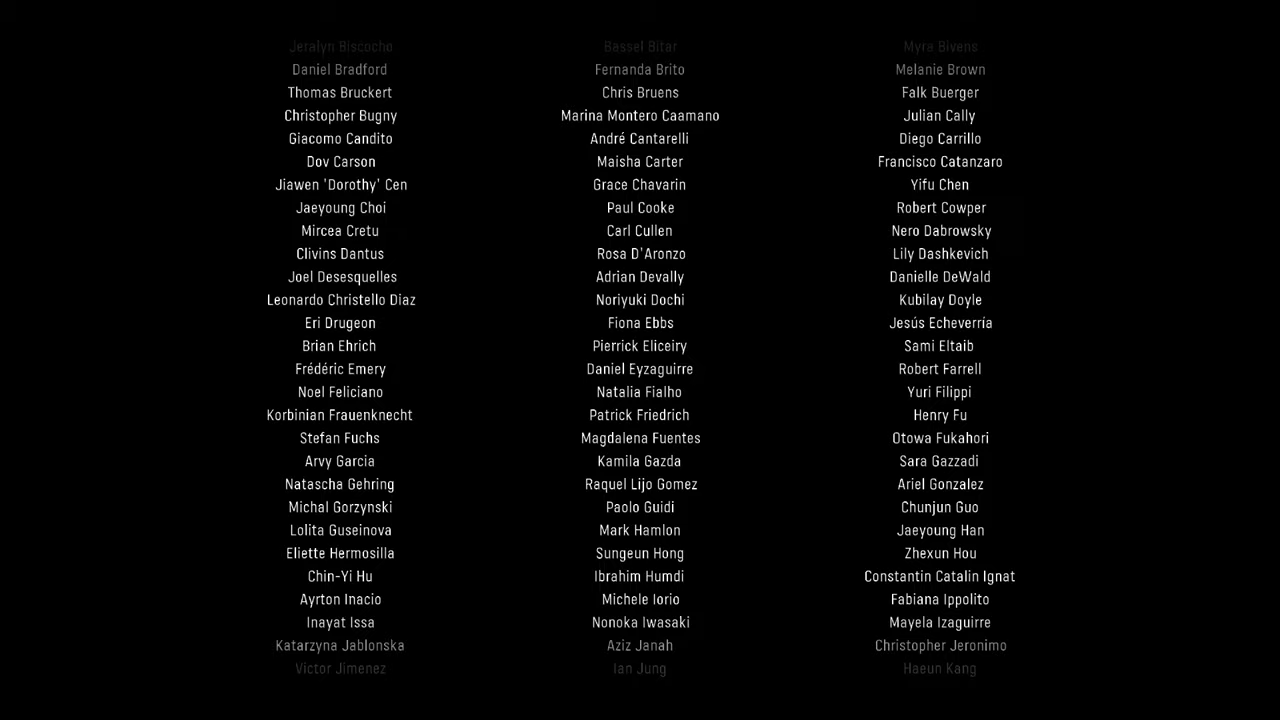 Jeralyn Biscocho Bassel Bitar Myra Bivens
Daniel Bradford Fernanda Brito Melanie Brown
Thomas Bruckert Chris Bruens Falk Buerger
Christopher Bugny Marina Montero Caamano Julian Cally
Giacomo Candito André Cantarelli Diego Carrillo
Dov Carson Maisha Carter Francisco Catanzaro
Jiawen 'Dorothy' Cen Grace Chavarin Yifu Chen
Jaeyoung Choi Paul Cooke Robert Cowper
Mircea Cretu Carl Cullen Nero Dabrowsky
Clivins Dantus Rosa D'Aronzo Lily Dashkevich
Joel Desesquelles Adrian Devally Danielle DeWald
Leonardo Christello Diaz Noriyuki Dochi Kubilay Doyle
Eri Drugeon Fiona Ebbs Jesús Echeverría
Brian Ehrich Pierrick Eliceiry Sami Eltaib
Frédéric Emery Daniel Eyzaguirre Robert Farrell
Noel Feliciano Natalia Fialho Yuri Filippi
Korbinian Frauenknecht Patrick Friedrich Henry Fu
Stefan Fuchs Magdalena Fuentes Otowa Fukahori
Arvy Garcia Kamila Gazda Sara Gazzadi
Natascha Gehring Raquel Lijo Gomez Ariel Gonzalez
Michal Gorzynski Paolo Guidi Chunjun Guo
Lolita Guseinova Mark Hamlon Jaeyoung Han
Eliette Hermosilla Sungeun Hong Zhexun Hou
Chin-Yi Hu Ibrahim Humdi Constantin Catalin Ignat
Ayrton Inacio Michele Iorio Fabiana Ippolito
Inayat Issa Nonoka Iwasaki Mayela Izaguirre
Katarzyna Jablonska Aziz Janah Christopher Jeronimo
Victor Jimenez Ian Jung Haeun Kang